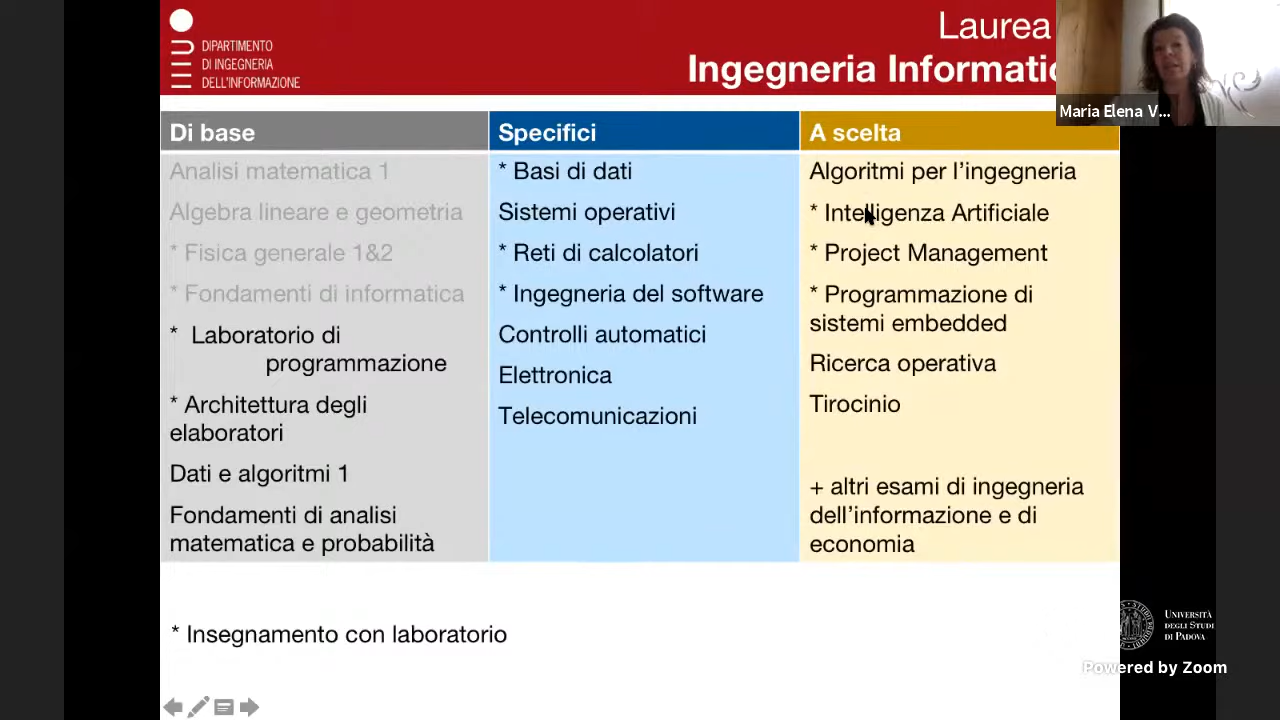 DIPARTIMENTO
DI INGEGNERIA
DELL'INFORMAZIONE
Laurea
Ingegneria
Maria Elena V...
Di base
Analisi matematica 1
Algebra lineare e geometria
* Fisica generale 1&2
* Fondamenti di informatica
* Laboratorio di
programmazione
* Architettura degli
elaboratori
Dati e algoritmi 1
Fondamenti di analisi
matematica e probabilità
Specifici
* Basi di dati
Sistemi operativi
* Reti di calcolatori
* Ingegneria del software
Controlli automatici
Elettronica
Telecomunicazioni
A scelta
Algoritmi per l'ingegneria
* Intelligenza Artificiale
* Project Management
* Programmazione di
sistemi embedded
Ricerca operativa
Tirocinio
+ altri esami di ingegneria
dell'informazione e di
economia
* Insegnamento con laboratorio
UNIVERSITÀ
DEGLI STUDI
DI PADOVA
Powered by Zoom